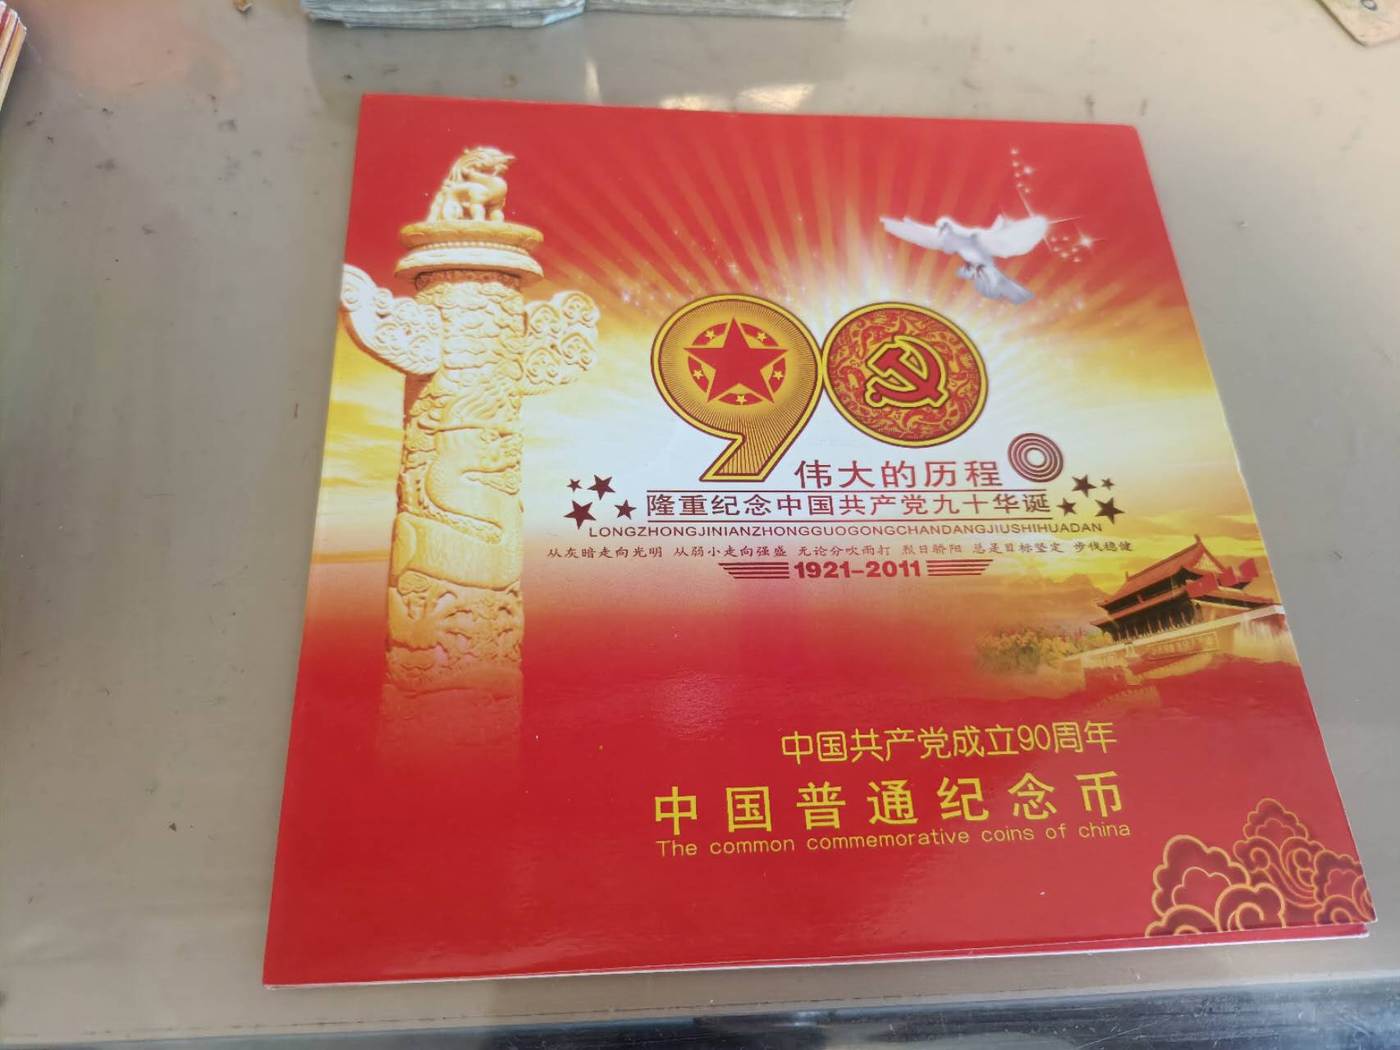 90
伟大的历程
隆重纪念中国共产党九十华诞
LONGZHONGJINIANZHONGGUOGONGCHANDANGJIUSHIHUADAN
从灰暗走向光明 从弱小走向强盛 无论分吹雨打 烈日骄阳 总是目标坚定 步伐稳健
1921-2011
中国共产党成立90周年
中国普通纪念币
The common commemorative coins of china